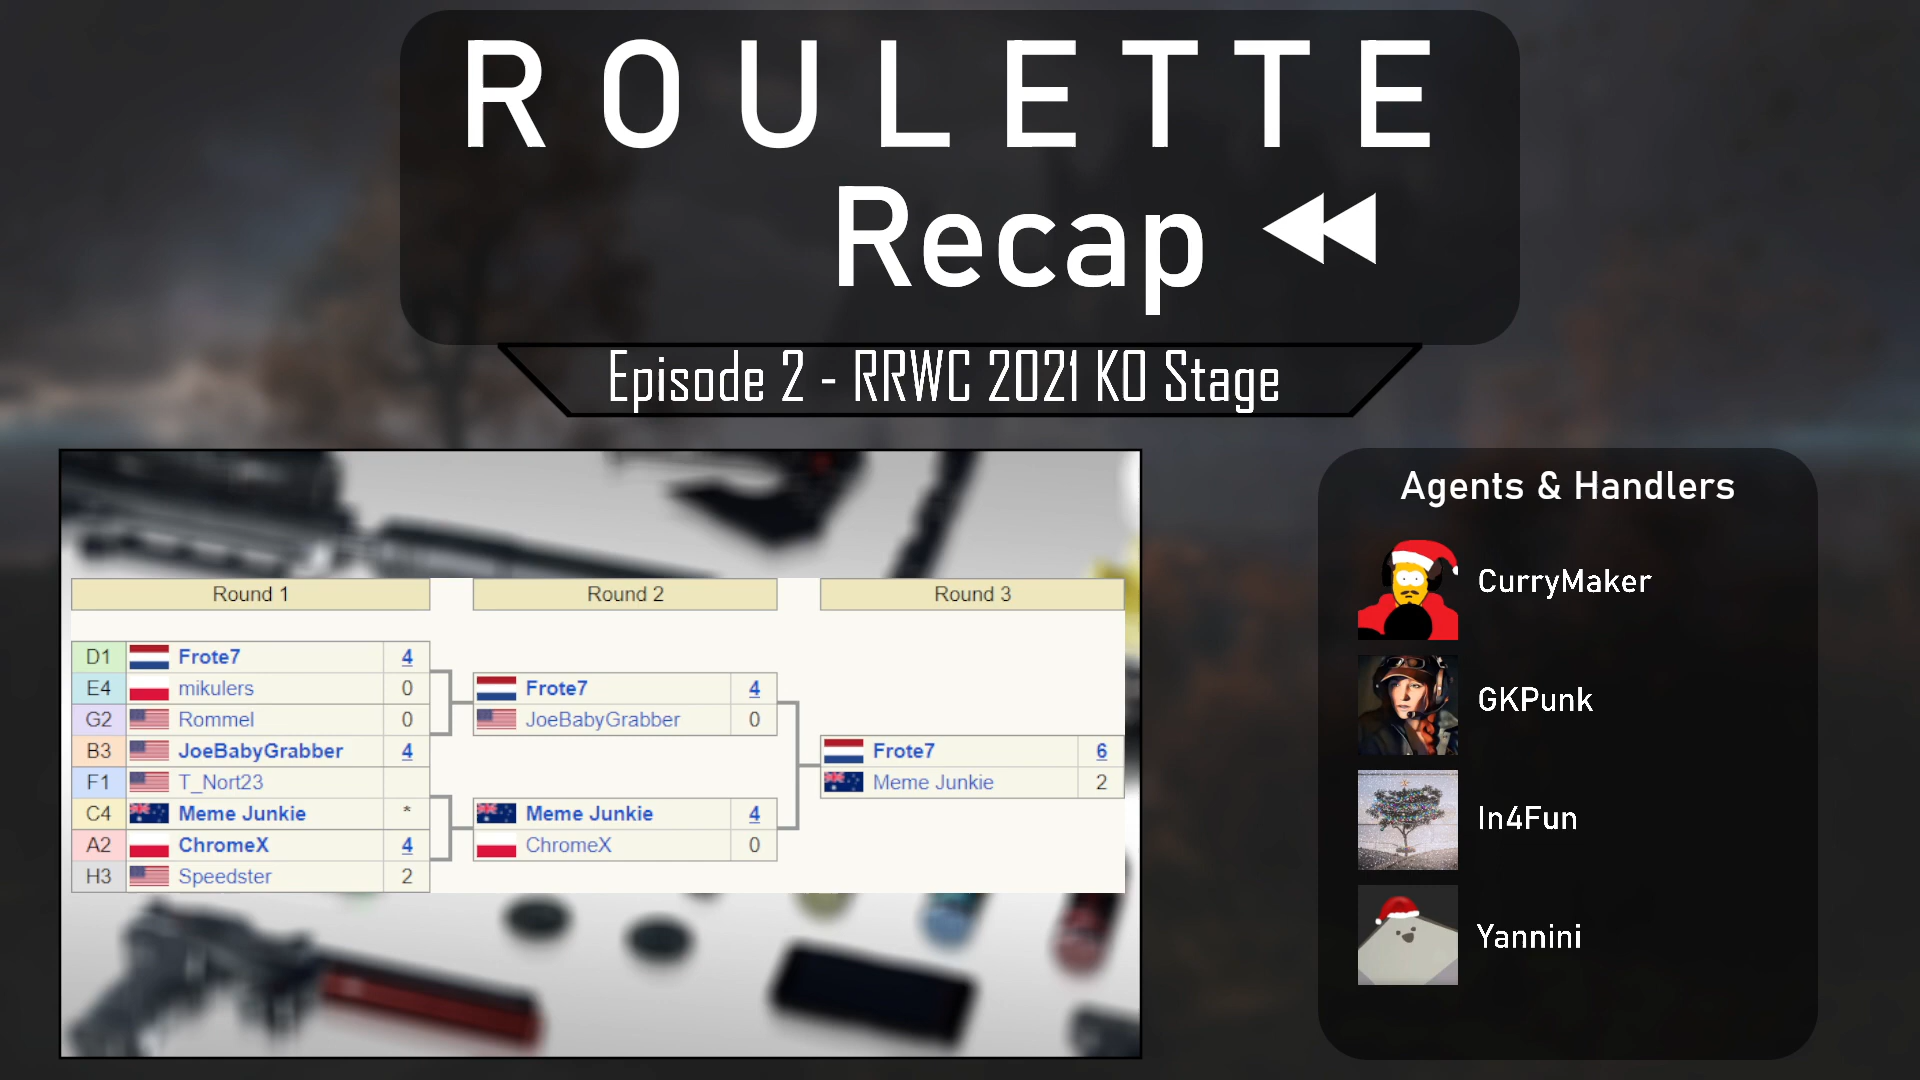 ROULETTE
Recap
Episode 2 - RRWC 2021 KO Stage
Round 1
D1 Frote7 4
E4 mikulers 0
G2 Rommel 0
B3 JoeBabyGrabber 4
F1 T_Nort23
C4 Meme Junkie *
A2 ChromeX 4
H3 Speedster 2
Round 2
Frote7 4
JoeBabyGrabber 0
Meme Junkie 4
ChromeX 0
Round 3
Frote7 6
Meme Junkie 2
Agents & Handlers
CurryMaker
GKPunk
In4Fun
Yannini